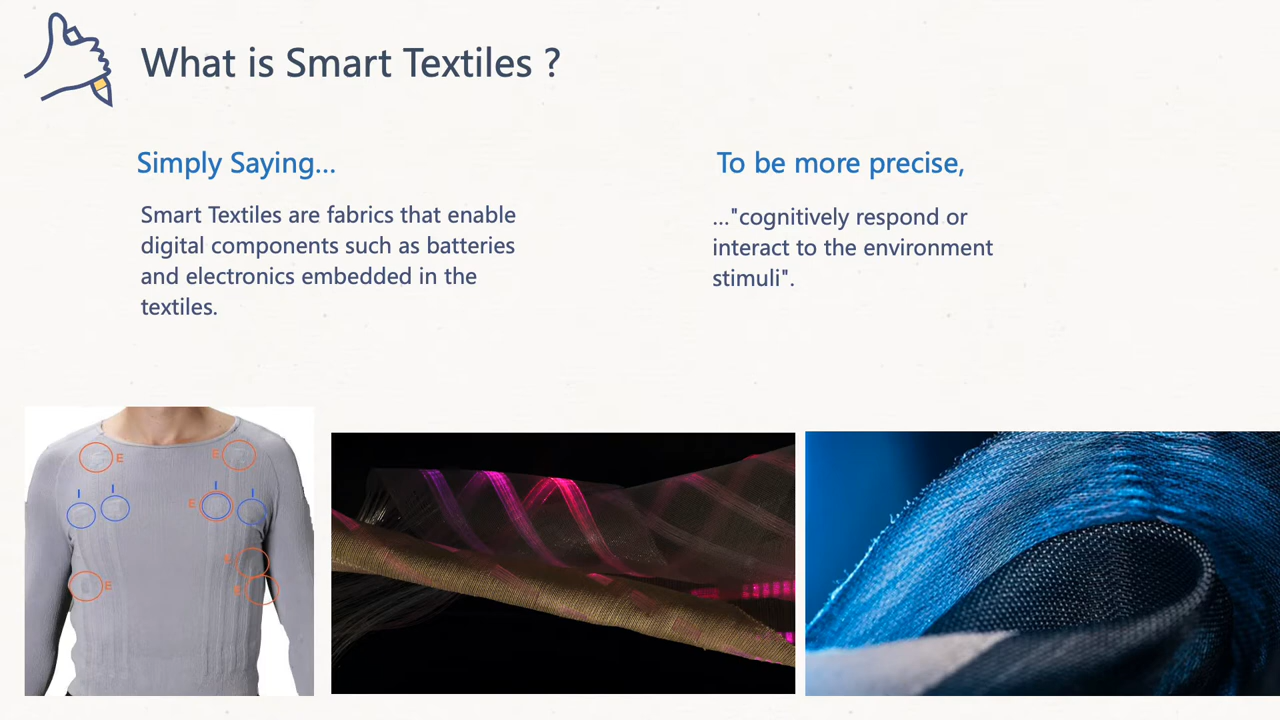 What is Smart Textiles ?
Simply Saying...
Smart Textiles are fabrics that enable
digital components such as batteries
and electronics embedded in the
textiles.
To be more precise,
..."cognitively respond or
interact to the environment
stimuli".
E
E
I
I
I
I
E
E
E
E